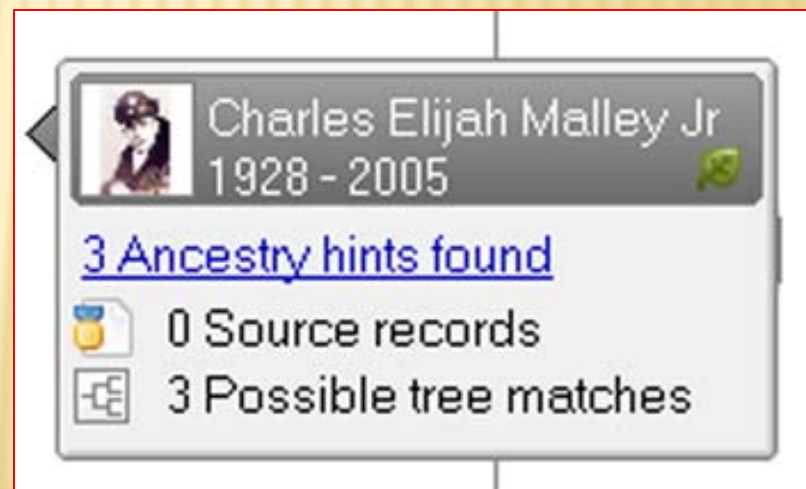 Charles Elijah Malley Jr
1928 - 2005
3 Ancestry hints found
0 Source records
3 Possible tree matches